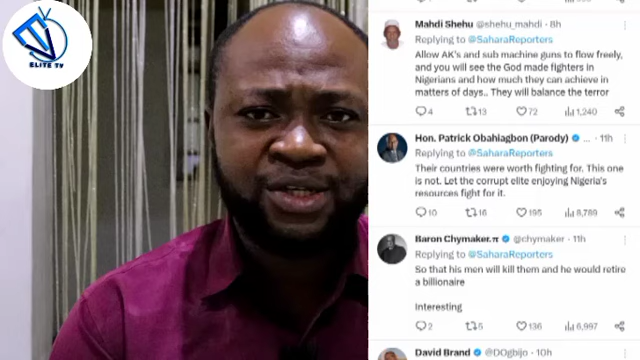 ELITE TV
Mahdi Shehu @shehu_mahdi · 8h
Replying to @SaharaReporters
Allow AK's and sub machine guns to flow freely,
and you will see the God made fighters in
Nigerians and how much they can achieve in
matters of days.. They will balance the terror
4 13 72 1,240
Hon. Patrick Obahiagbon (Parody) ... · 11h
Replying to @SaharaReporters
Their countries were worth fighting for. This one
is not. Let the corrupt elite enjoying Nigeria's
resources fight for it.
10 16 195 8,769
Baron Chymaker.π @chymaker · 11h
Replying to @SaharaReporters
So that his men will kill them and he would retire
a billionaire
Interesting
2 5 136 6,997
David Brand @DOgbijo · 10h